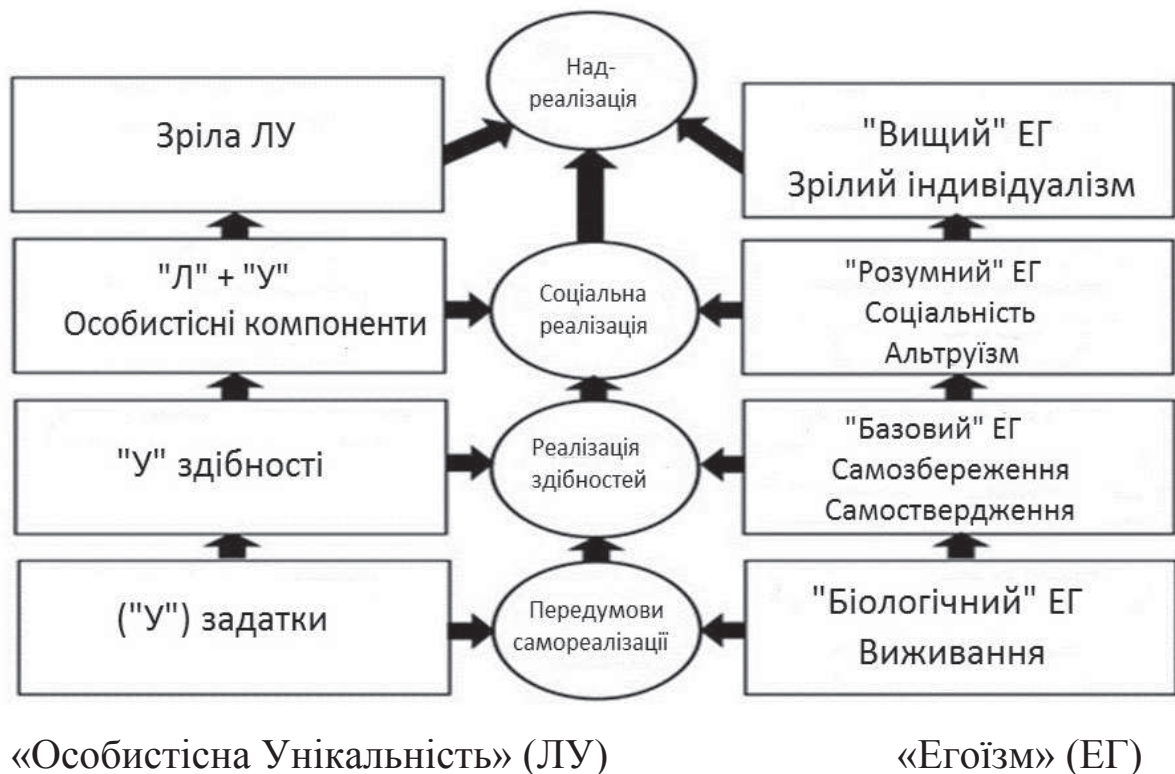 Над-
реалізація
Зріла ЛУ
"Вищий" ЕГ
Зрілий індивідуалізм
"Л" + "У"
Особистісні компоненти
Соціальна
реалізація
"Розумний" ЕГ
Соціальність
Альтруїзм
"У" здібності
Реалізація
здібностей
"Базовий" ЕГ
Самозбереження
Самоствердження
("У") задатки
Передумови
самореалізації
"Біологічний" ЕГ
Виживання
«Особистісна Унікальність» (ЛУ)
«Егоїзм» (ЕГ)